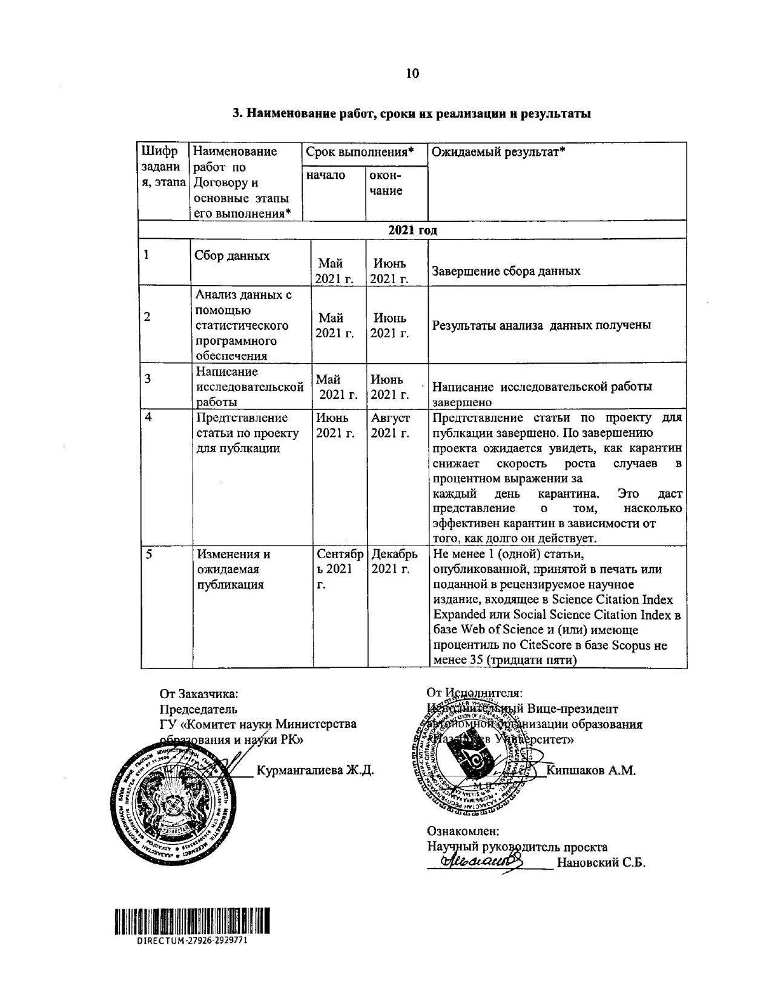 10
3. Наименование работ, сроки их реализации и результаты
Шифр
задани
я, этапа
Наименование
работ по
Договору и
основные этапы
его выполнения*
Срок выполнения*
начало
окон-
чание
Ожидаемый результат*
2021 год
1
Сбор данных
Май
2021 г.
Июнь
2021 г.
Завершение сбора данных
2
Анализ данных с
помощью
статистического
программного
обеспечения
Май
2021 г.
Июнь
2021 г.
Результаты анализа данных получены
3
Написание
исследовательской
работы
Май
2021 г.
Июнь
2021 г.
Написание исследовательской работы
завершено
4
Предтставление
статьи по проекту
для публкации
Июнь
2021 г.
Август
2021 г.
Предтставление статьи по проекту для
публкации завершено. По завершению
проекта ожидается увидеть, как карантин
снижает скорость роста случаев в
процентном выражении за
каждый день карантина. Это даст
представление о том, насколько
эффективен карантин в зависимости от
того, как долго он действует.
5
Изменения и
ожидаемая
публикация
Сентябр
ь 2021
г.
Декабрь
2021 г.
Не менее 1 (одной) статьи,
опубликованной, принятой в печать или
поданной в рецензируемое научное
издание, входящее в Science Citation Index
Expanded или Social Science Citation Index в
базе Web of Science и (или) имеюще
процентиль по CiteScore в базе Scopus не
менее 35 (тридцати пяти)
От Заказчика:
Председатель
ГУ «Комитет науки Министерства
образования и науки РК»
Курмангалиева Ж.Д.
От Исполнителя:
Исполнительный Вице-президент
автономной организации образования
«Назарбаев Университет»
Кипшаков А.М.
М.П.
Ознакомлен:
Научный руководитель проекта
Нановский С.Б.
ҚАЗАҚСТАН
DIRECTUM-27926-2929771